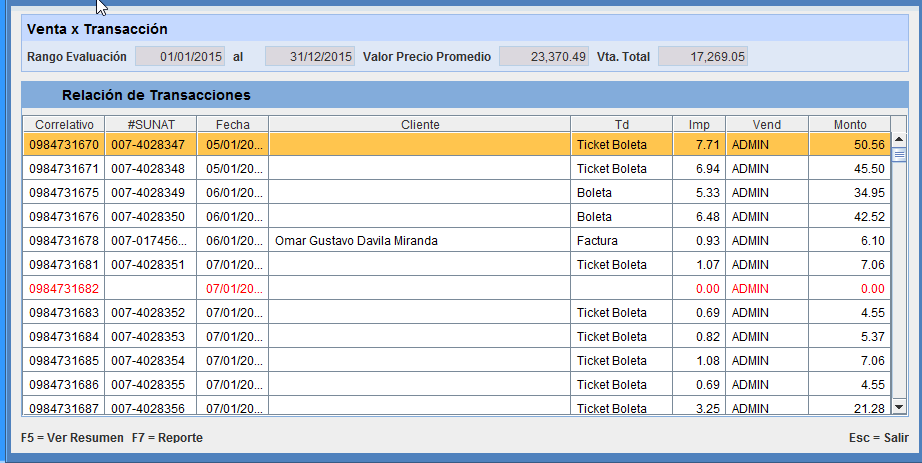 Venta x Transacción
Rango Evaluación 01/01/2015 al 31/12/2015 Valor Precio Promedio 23,370.49 Vta. Total 17,269.05
Relación de Transacciones
Correlativo #SUNAT Fecha Cliente Td Imp Vend Monto
0984731670 007-4028347 05/01/20... Ticket Boleta 7.71 ADMIN 50.56
0984731671 007-4028348 05/01/20... Ticket Boleta 6.94 ADMIN 45.50
0984731675 007-4028349 06/01/20... Boleta 5.33 ADMIN 34.95
0984731676 007-4028350 06/01/20... Boleta 6.48 ADMIN 42.52
0984731678 007-017456... 06/01/20... Omar Gustavo Davila Miranda Factura 0.93 ADMIN 6.10
0984731681 007-4028351 07/01/20... Ticket Boleta 1.07 ADMIN 7.06
0984731682 07/01/20... 0.00 ADMIN 0.00
0984731683 007-4028352 07/01/20... Ticket Boleta 0.69 ADMIN 4.55
0984731684 007-4028353 07/01/20... Ticket Boleta 0.82 ADMIN 5.37
0984731685 007-4028354 07/01/20... Ticket Boleta 1.08 ADMIN 7.06
0984731686 007-4028355 07/01/20... Ticket Boleta 0.69 ADMIN 4.55
0984731687 007-4028356 07/01/20... Ticket Boleta 3.25 ADMIN 21.28
F5 = Ver Resumen F7 = Reporte Esc = Salir